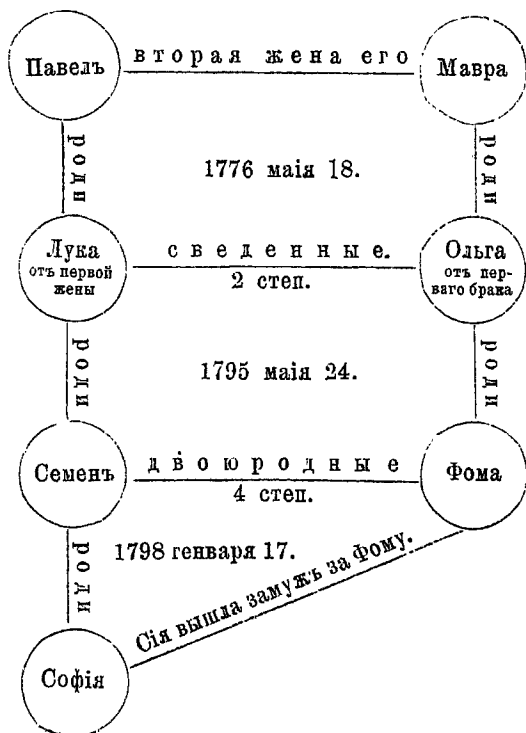 Павелъ
вторая жена его
Мавра
роди
роди
1776 маія 18.
Лука
отъ первой
жены
сведенные.
2 степ.
Ольга
отъ пер-
ваго брака
роди
роди
1795 маія 24.
Семенъ
двоюродные
4 степ.
Фома
роди
1798 генваря 17.
Сія вышла замужъ за Фому.
Софія